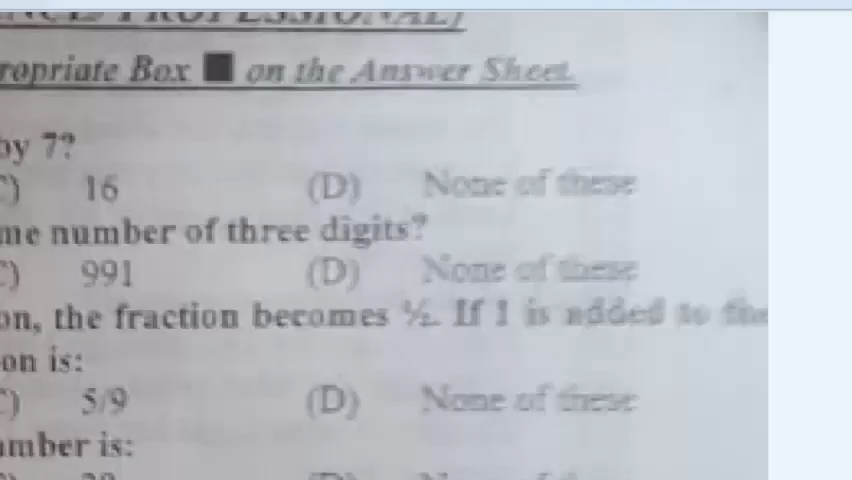 ropriate Box on the Answer Sheet.
by 7?
16 (D) None of these
me number of three digits?
991 (D) None of these
on, the fraction becomes ½. If 1 is added to the
on is:
5/9 (D) None of these
umber is: